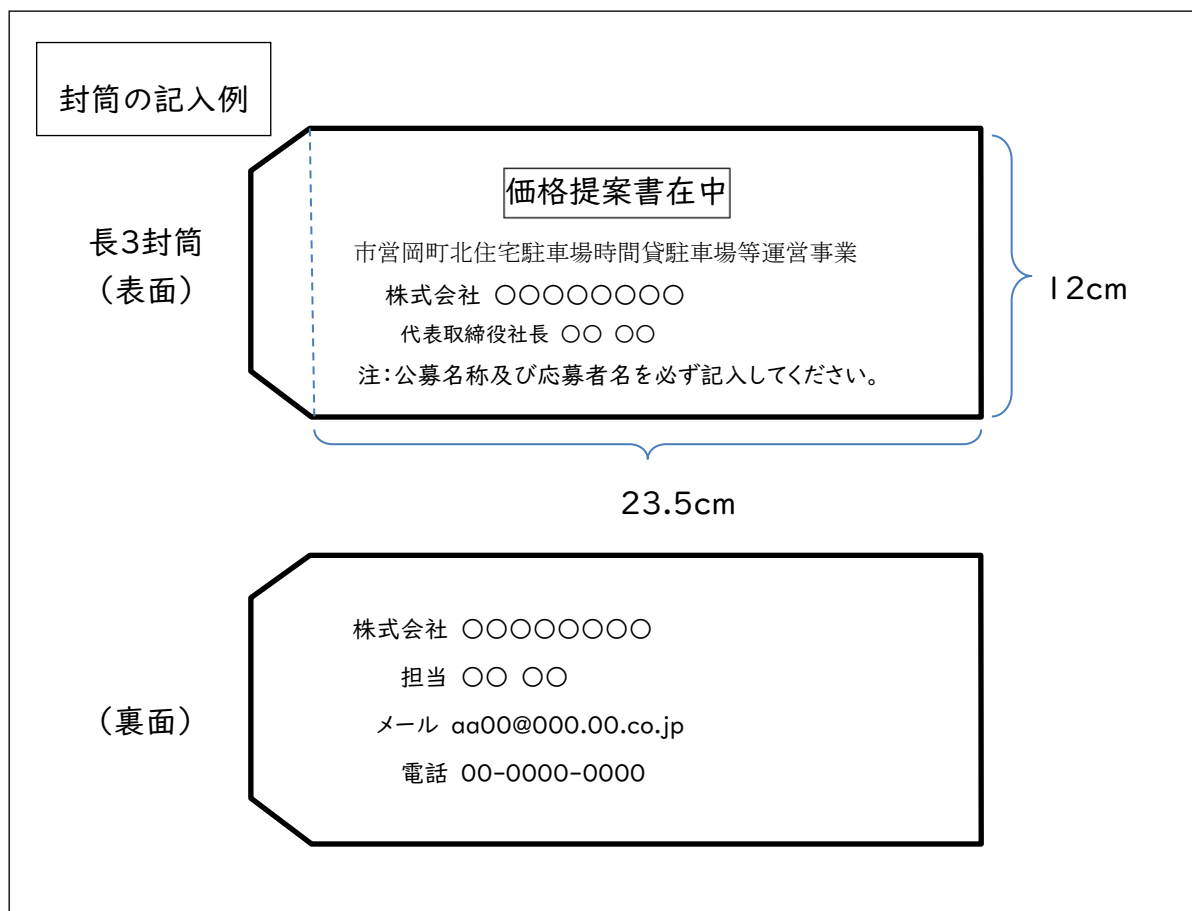 封筒の記入例
長3封筒
（表面）
価格提案書在中
市営岡町北住宅駐車場時間貸駐車場等運営事業
株式会社 〇〇〇〇〇〇〇〇
代表取締役社長 〇〇 〇〇
注：公募名称及び応募者名を必ず記入してください。
12cm
23.5cm
（裏面）
株式会社 〇〇〇〇〇〇〇〇
担当 〇〇 〇〇
メール aa00@000.00.co.jp
電話 00-0000-0000